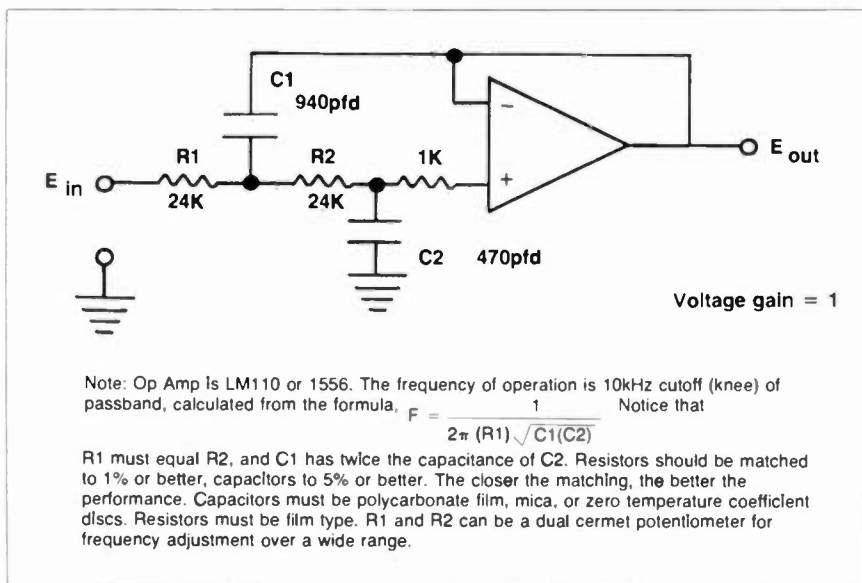 C1
940pfd
R1
R2
1K
−
+
E in
E out
24K
24K
C2 470pfd
Voltage gain = 1
Note: Op Amp is LM110 or 1556. The frequency of operation is 10kHz cutoff (knee) of
passband, calculated from the formula, F = 1 / 2π (R1) √C1(C2) Notice that
R1 must equal R2, and C1 has twice the capacitance of C2. Resistors should be matched
to 1% or better, capacitors to 5% or better. The closer the matching, the better the
performance. Capacitors must be polycarbonate film, mica, or zero temperature coefficient
discs. Resistors must be film type. R1 and R2 can be a dual cermet potentiometer for
frequency adjustment over a wide range.